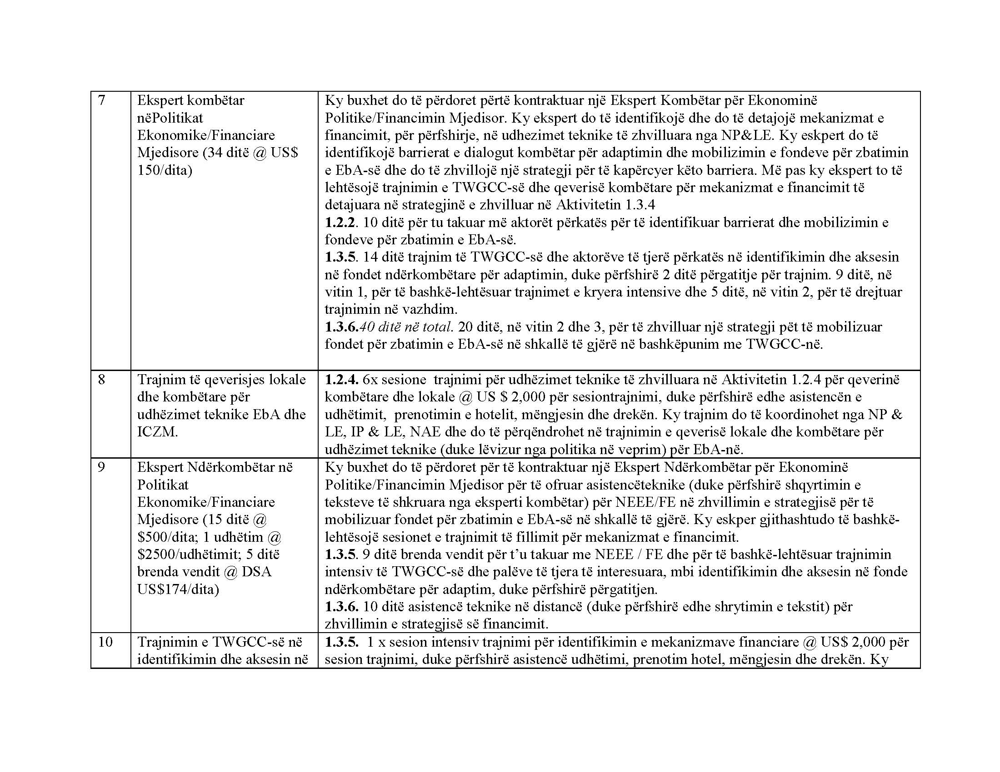 7
Ekspert kombëtar
nëPolitikat
Ekonomike/Financiare
Mjedisore (34 ditë @ US$
150/dita)
Ky buxhet do të përdoret përtë kontraktuar një Ekspert Kombëtar për Ekonominë
Politike/Financimin Mjedisor. Ky ekspert do të identifikojë dhe do të detajojë mekanizmat e
financimit, për përfshirje, në udhezimet teknike të zhvilluara nga NP&LE. Ky eskpert do të
identifikojë barrierat e dialogut kombëtar për adaptimin dhe mobilizimin e fondeve për zbatimin
e EbA-së dhe do të zhvillojë një strategji për të kapërcyer këto barriera. Më pas ky ekspert to të
lehtësojë trajnimin e TWGCC-së dhe qeverisë kombëtare për mekanizmat e financimit të
detajuara në strategjinë e zhvilluar në Aktivitetin 1.3.4
1.2.2. 10 ditë për tu takuar më aktorët përkatës për të identifikuar barrierat dhe mobilizimin e
fondeve për zbatimin e EbA-së.
1.3.5. 14 ditë trajnim të TWGCC-së dhe aktorëve të tjerë përkatës në identifikimin dhe aksesin
në fondet ndërkombëtare për adaptimin, duke përfshirë 2 ditë përgatitje për trajnim. 9 ditë, në
vitin 1, për të bashkë-lehtësuar trajnimet e kryera intensive dhe 5 ditë, në vitin 2, për të drejtuar
trajnimin në vazhdim.
1.3.6.40 ditë në total. 20 ditë, në vitin 2 dhe 3, për të zhvilluar një strategji pët të mobilizuar
fondet për zbatimin e EbA-së në shkallë të gjërë në bashkëpunim me TWGCC-në.
8
Trajnim të qeverisjes lokale
dhe kombëtare për
udhëzimet teknike EbA dhe
ICZM.
1.2.4. 6x sesione  trajnimi për udhëzimet teknike të zhvilluara në Aktivitetin 1.2.4 për qeverinë
kombëtare dhe lokale @ US $ 2,000 për sesiontrajnimi, duke përfshirë edhe asistencën e
udhëtimit,  prenotimin e hotelit, mëngjesin dhe drekën. Ky trajnim do të koordinohet nga NP &
LE, IP & LE, NAE dhe do të përqëndrohet në trajnimin e qeverisë lokale dhe kombëtare për
udhëzimet teknike (duke lëvizur nga politika në veprim) për EbA-në.
9
Ekspert Ndërkombëtar në
Politikat
Ekonomike/Financiare
Mjedisore (15 ditë @
$500/dita; 1 udhëtim @
$2500/udhëtimit; 5 ditë
brenda vendit @ DSA
US$174/dita)
Ky buxhet do të përdoret për të kontraktuar një Ekspert Ndërkombëtar për Ekonominë
Politike/Financimin Mjedisor për të ofruar asistencëteknike (duke përfshirë shqyrtimin e
teksteve të shkruara nga eksperti kombëtar) për NEEE/FE në zhvillimin e strategjisë për të
mobilizuar fondet për zbatimin e EbA-së në shkallë të gjërë. Ky eskper gjithashtudo të bashkë-
lehtësojë sesionet e trajnimit të fillimit për mekanizmat e financimit.
1.3.5. 9 ditë brenda vendit për t’u takuar me NEEE / FE dhe për të bashkë-lehtësuar trajnimin
intensiv të TWGCC-së dhe palëve të tjera të interesuara, mbi identifikimin dhe aksesin në fonde
ndërkombëtare për adaptim, duke përfshirë përgatitjen.
1.3.6. 10 ditë asistencë teknike në distancë (duke përfshirë edhe shrytimin e tekstit) për
zhvillimin e strategjisë së financimit.
10
Trajnimin e TWGCC-së në
identifikimin dhe aksesin në
1.3.5.  1 x sesion intensiv trajnimi për identifikimin e mekanizmave financiare @ US$ 2,000 për
sesion trajnimi, duke përfshirë asistencë udhëtimi, prenotim hotel, mëngjesin dhe drekën. Ky